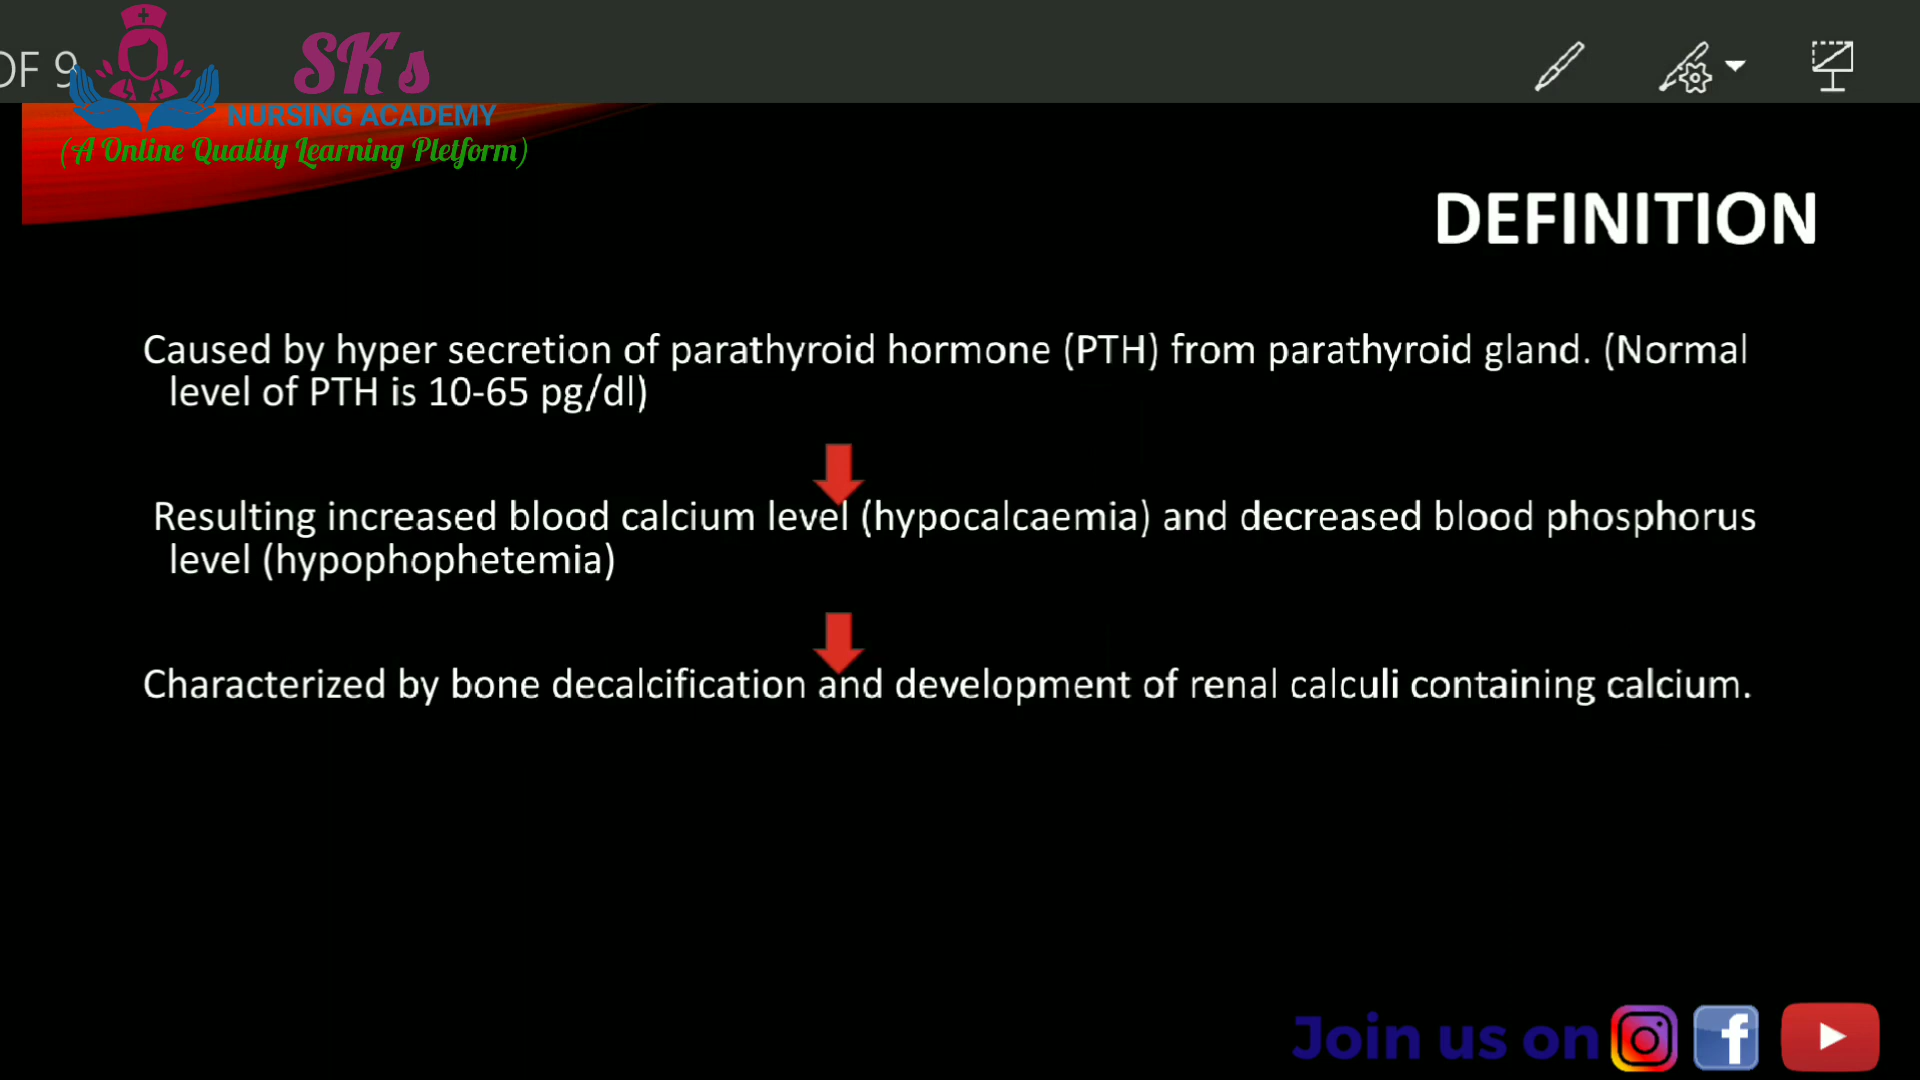 OF 9
SK's
NURSING ACADEMY
(A Online Quality Learning Pletform)
DEFINITION
Caused by hyper secretion of parathyroid hormone (PTH) from parathyroid gland. (Normal
level of PTH is 10-65 pg/dl)
Resulting increased blood calcium level (hypocalcaemia) and decreased blood phosphorus
level (hypophophetemia)
Characterized by bone decalcification and development of renal calculi containing calcium.
Join us on